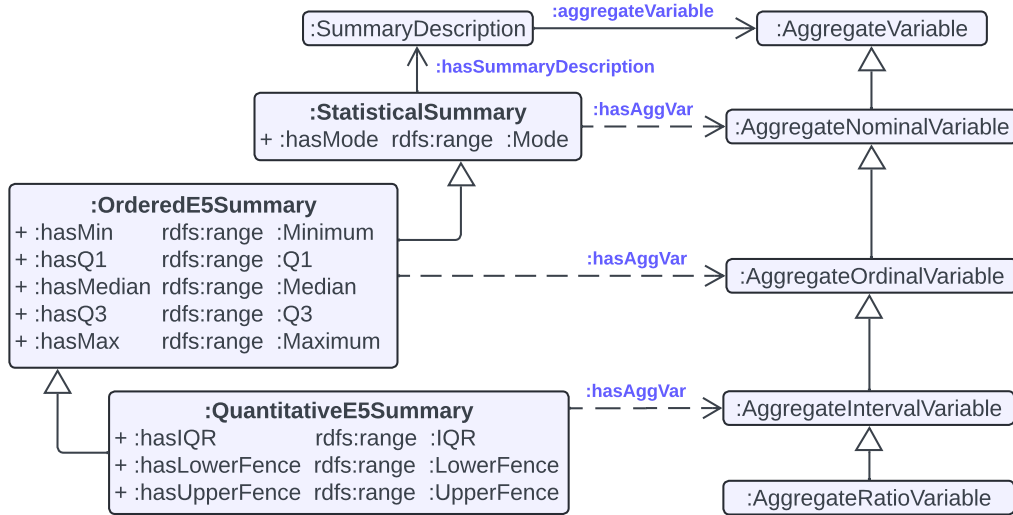 :SummaryDescription
:aggregateVariable
:AggregateVariable
:hasSummaryDescription
:StatisticalSummary
+ :hasMode rdfs:range :Mode
:hasAggVar
:AggregateNominalVariable
:OrderedE5Summary
+ :hasMin rdfs:range :Minimum
+ :hasQ1 rdfs:range :Q1
+ :hasMedian rdfs:range :Median
+ :hasQ3 rdfs:range :Q3
+ :hasMax rdfs:range :Maximum
:hasAggVar
:AggregateOrdinalVariable
:QuantitativeE5Summary
+ :hasIQR rdfs:range :IQR
+ :hasLowerFence rdfs:range :LowerFence
+ :hasUpperFence rdfs:range :UpperFence
:hasAggVar
:AggregateIntervalVariable
:AggregateRatioVariable